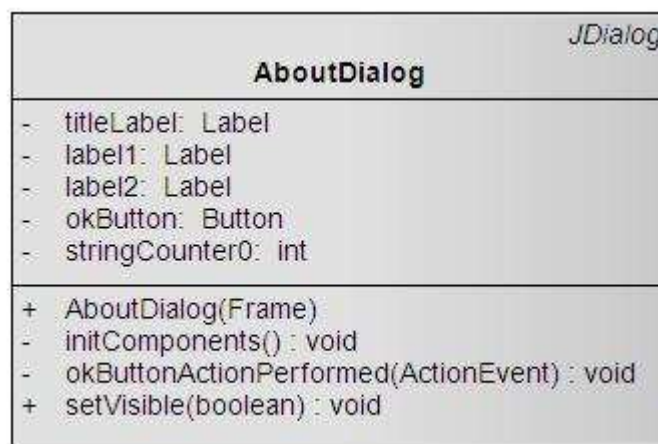 JDialog
AboutDialog
- titleLabel: Label
- label1: Label
- label2: Label
- okButton: Button
- stringCounter0: int
+ AboutDialog(Frame)
- initComponents() : void
- okButtonActionPerformed(ActionEvent) : void
+ setVisible(boolean) : void